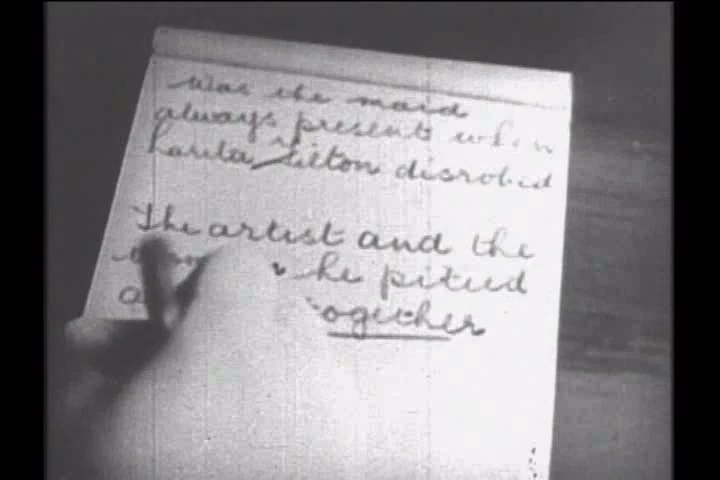 Was the maid
always present when
Laula Tilton disrobed
The artist and the
he pitied
together